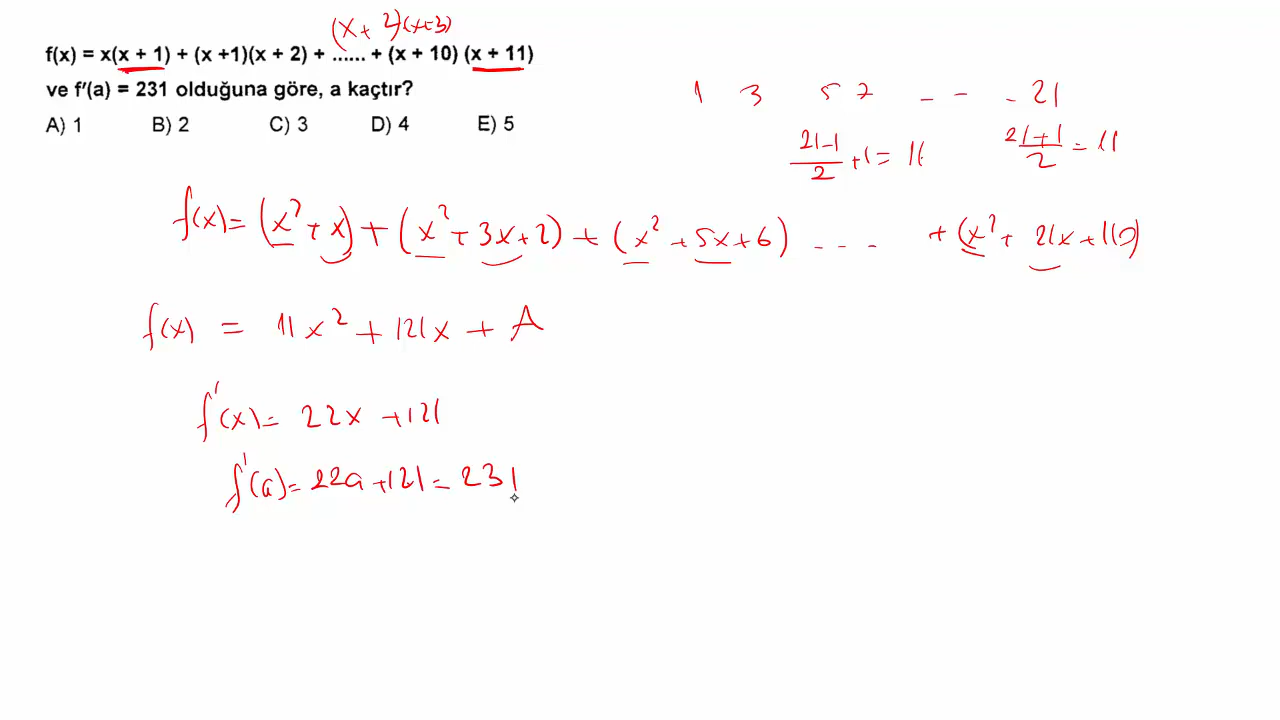 (x + 2)(x+3)
f(x) = x(x + 1) + (x +1)(x + 2) + ...... + (x + 10) (x + 11)
ve f'(a) = 231 olduğuna göre, a kaçtır?
A) 1 B) 2 C) 3 D) 4 E) 5
1 3 5 7 - - - 21
21-1/2 +1 = 11 21+1/2 = 11
f(x) = (x² + x) + (x² + 3x + 2) + (x² + 5x + 6) - - - + (x² + 21x + 110)
f(x) = 11x² + 121x + A
f'(x) = 22x + 121
f'(a) = 22a + 121 = 231